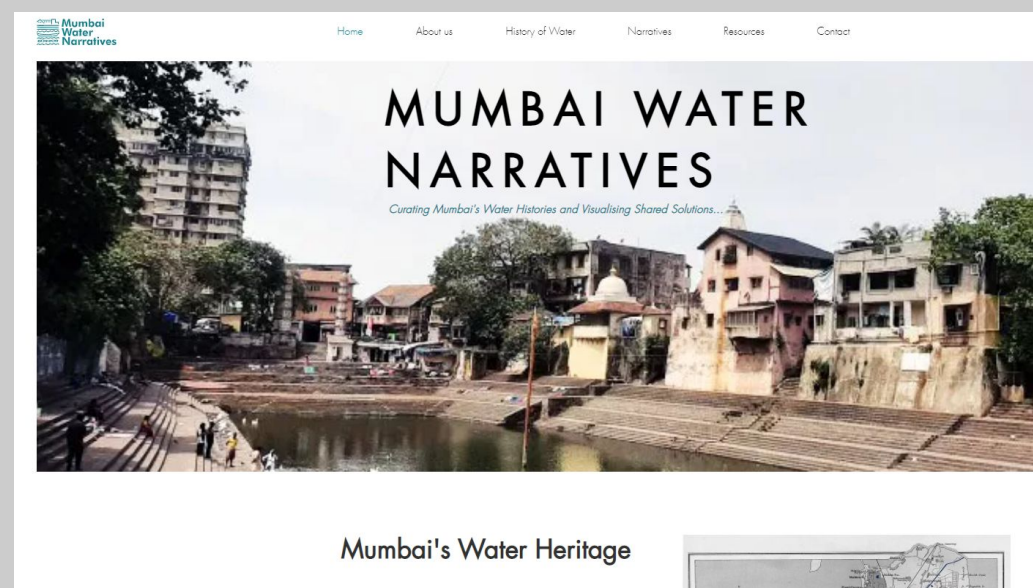 Mumbai
Water
Narratives
Home About us History of Water Narratives Resources Contact
MUMBAI WATER
NARRATIVES
Curating Mumbai's Water Histories and Visualising Shared Solutions...
Mumbai's Water Heritage